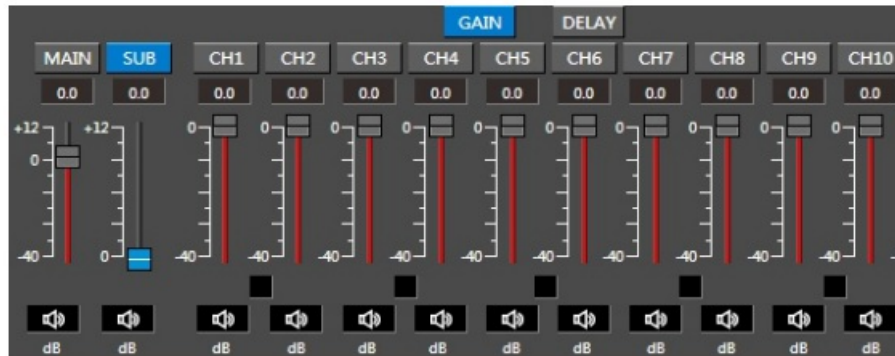 GAIN DELAY
MAIN SUB CH1 CH2 CH3 CH4 CH5 CH6 CH7 CH8 CH9 CH10
0.0 0.0 0.0 0.0 0.0 0.0 0.0 0.0 0.0 0.0 0.0 0.0
+12 +12 0 0 0 0 0 0 0 0 0 0
0
-40 0 -40 -40 -40 -40 -40 -40 -40 -40 -40 -40
dB dB dB dB dB dB dB dB dB dB dB dB